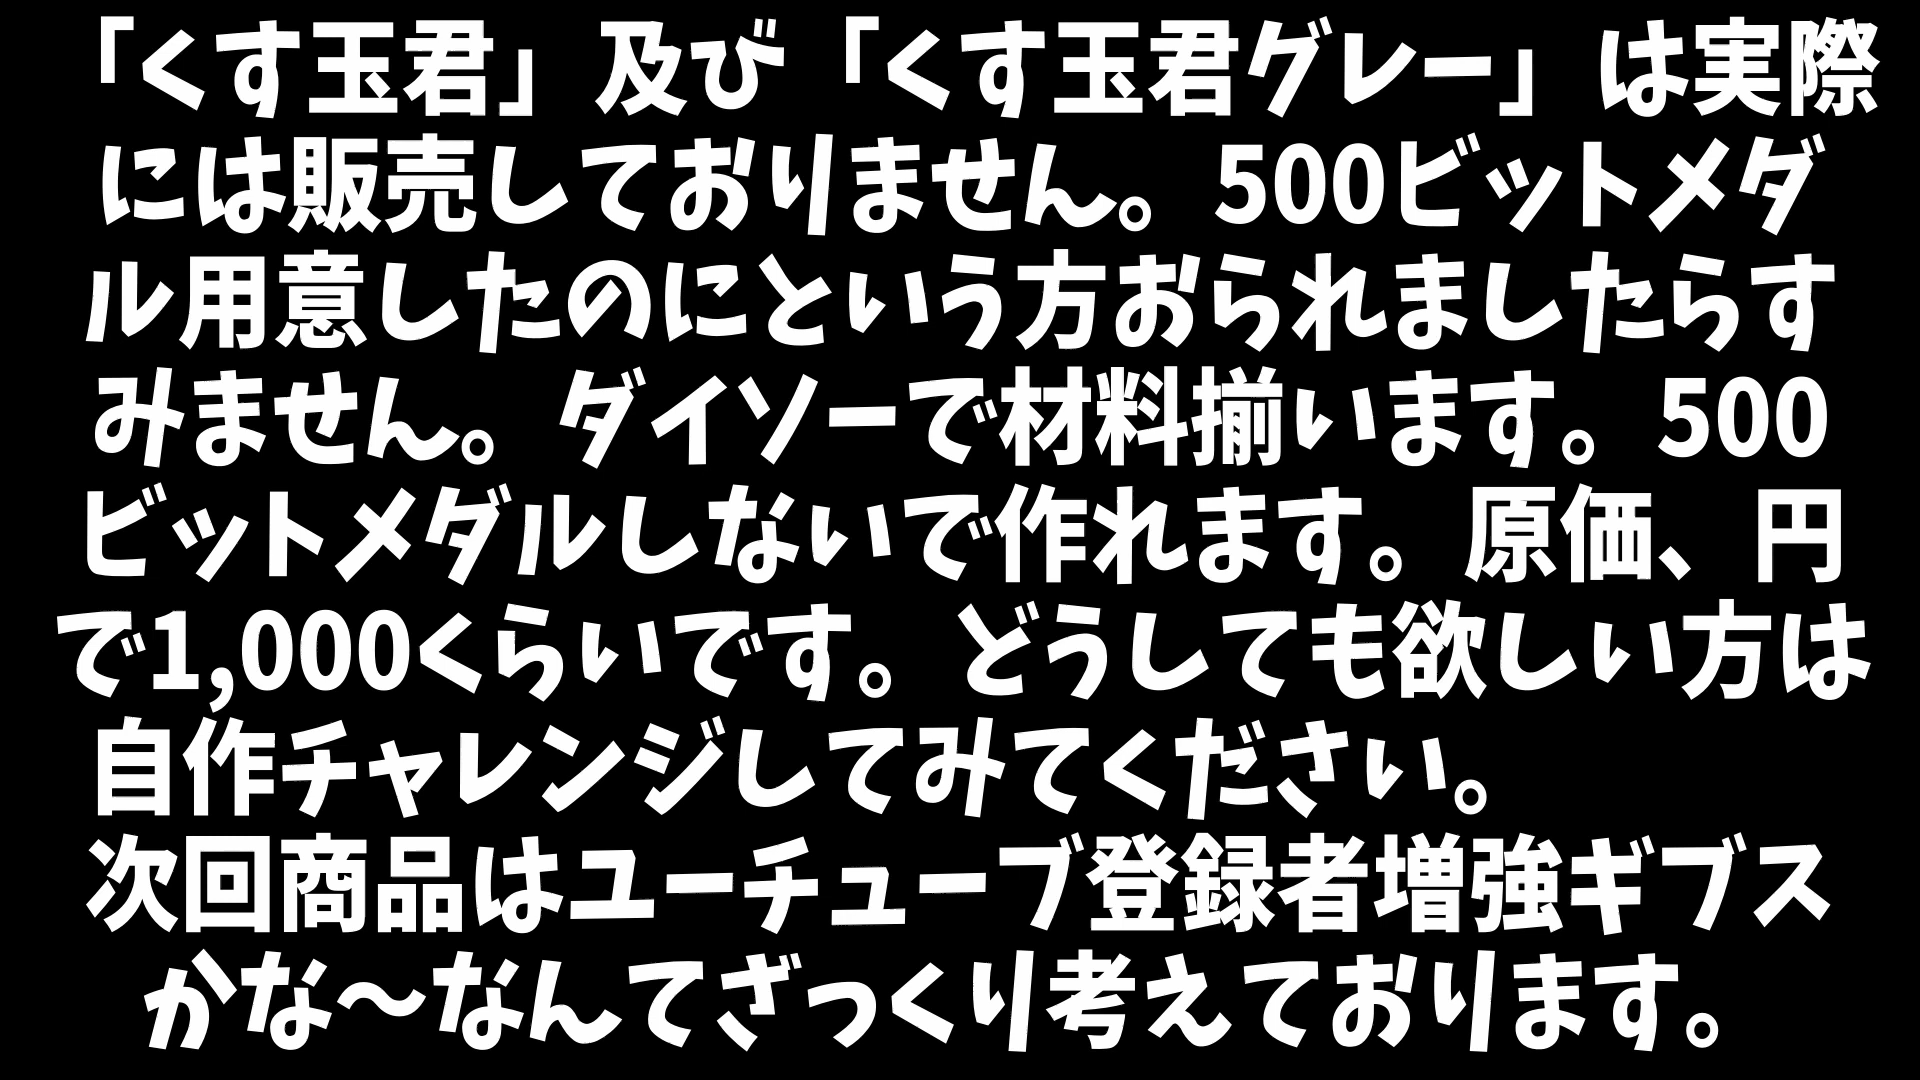 「くす玉君」及び「くす玉君グレー」は実際
には販売しておりません。500ビットメダ
ル用意したのにという方おられましたらす
みません。ダイソーで材料揃います。500
ビットメダルしないで作れます。原価、円
で1,000くらいです。どうしても欲しい方は
自作チャレンジしてみてください。
次回商品はユーチューブ登録者増強ギブス
かな～なんてざっくり考えております。